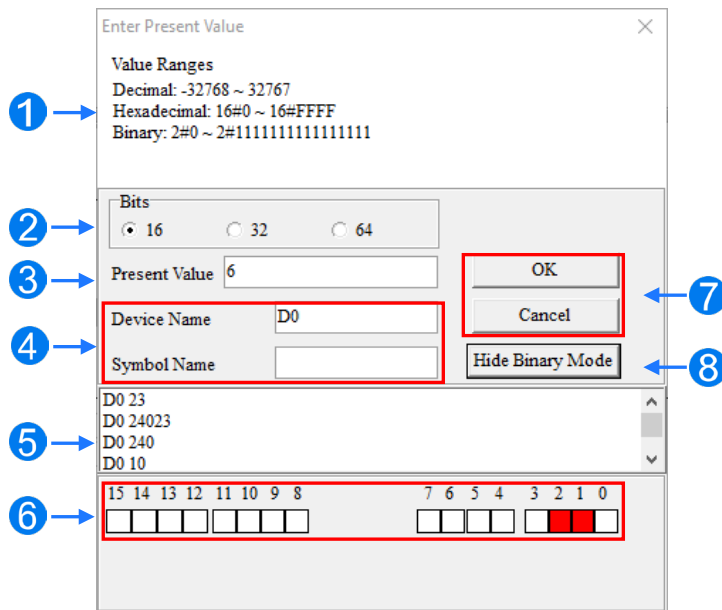 Enter Present Value
Value Ranges
Decimal: -32768 ~ 32767
1
Hexadecimal: 16#0 ~ 16#FFFF
Binary: 2#0 ~ 2#1111111111111111
Bits
2
16 32 64
3
Present Value 6
OK
7
Device Name D0
Cancel
4
Symbol Name
Hide Binary Mode
8
D0 23
D0 24023
5
D0 240
D0 10
15 14 13 12 11 10 9 8 7 6 5 4 3 2 1 0
6